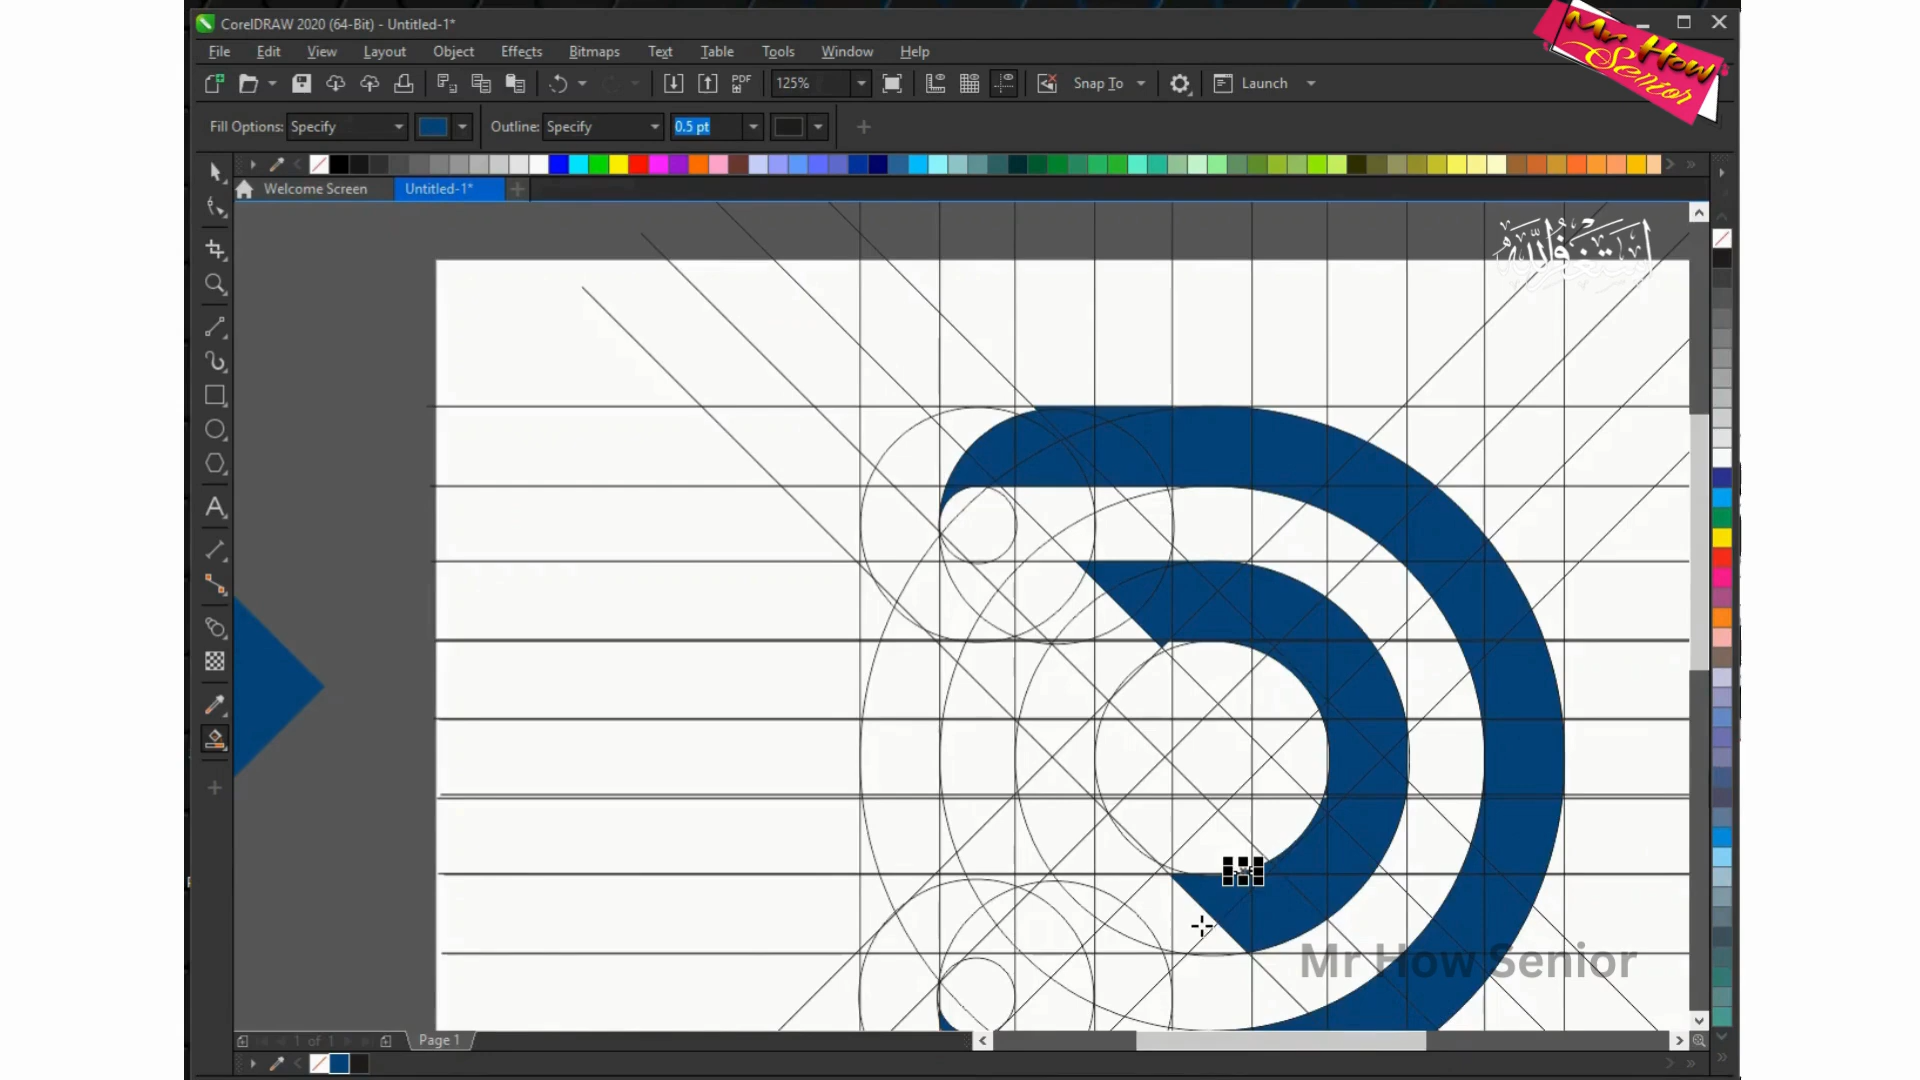 CorelDRAW 2020 (64-Bit) - Untitled-1*
Mr How
Senior
File Edit View Layout Object Effects Bitmaps Text Table Tools Window Help
PDF 125% Snap To Launch
Fill Options: Specify Outline: Specify 0.5 pt
Welcome Screen Untitled-1*
أستغفر الله
Mr How Senior
1 of 1 Page 1